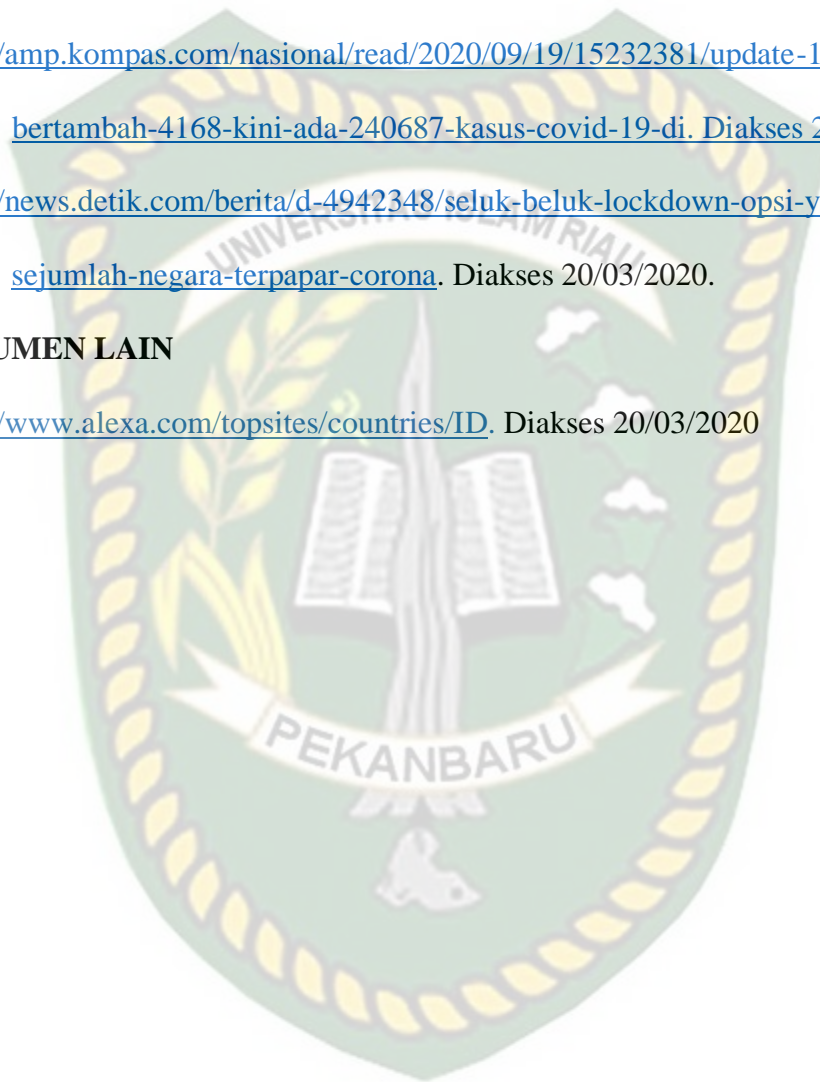 /amp.kompas.com/nasional/read/2020/09/19/15232381/update-1
bertambah-4168-kini-ada-240687-kasus-covid-19-di. Diakses 2
/news.detik.com/berita/d-4942348/seluk-beluk-lockdown-opsi-y
UNIVERSITAS ISLAM RIAU
sejumlah-negara-terpapar-corona. Diakses 20/03/2020.
UMEN LAIN
/www.alexa.com/topsites/countries/ID. Diakses 20/03/2020
PEKANBARU